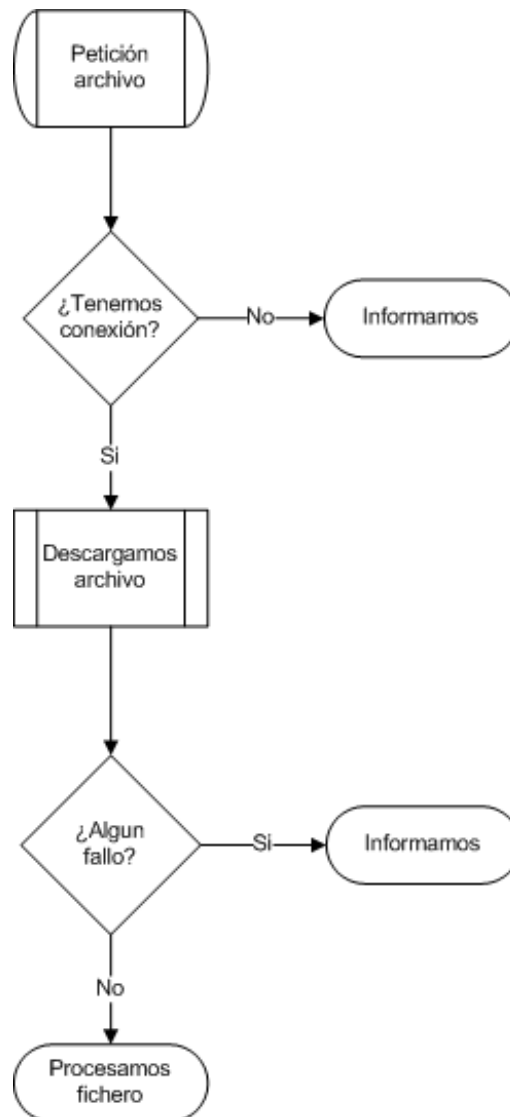 Petición
archivo
¿Tenemos
conexión?
No
Informamos
Si
Descargamos
archivo
¿Algun
fallo?
Si
Informamos
No
Procesamos
fichero